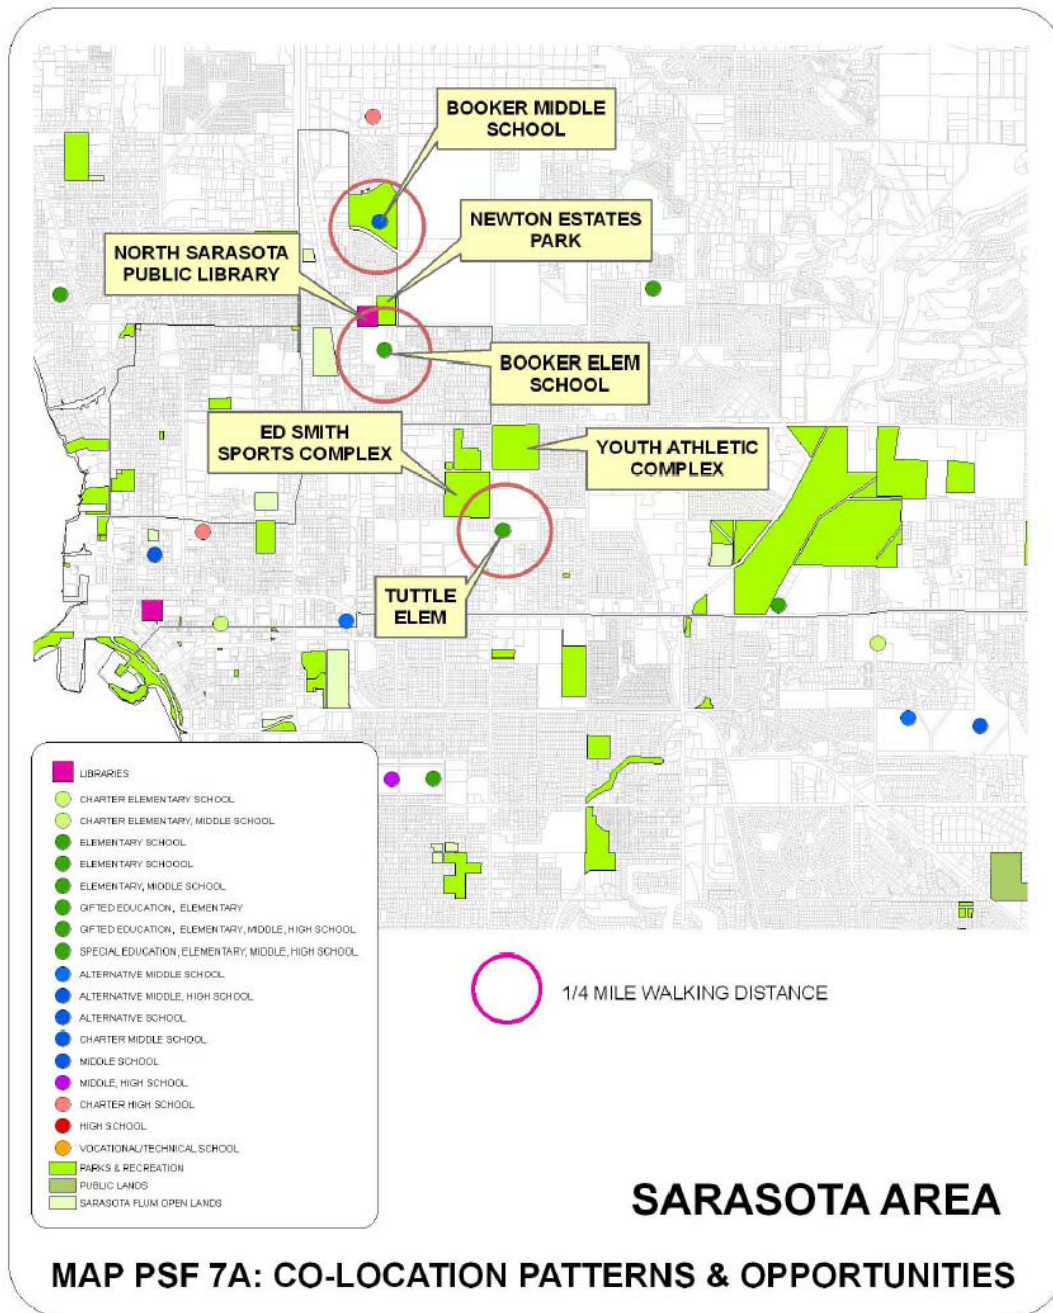 BOOKER MIDDLE
SCHOOL
NEWTON ESTATES
PARK
NORTH SARASOTA
PUBLIC LIBRARY
BOOKER ELEM
SCHOOL
ED SMITH
SPORTS COMPLEX
YOUTH ATHLETIC
COMPLEX
TUTTLE
ELEM
LIBRARIES
CHARTER ELEMENTARY SCHOOL
CHARTER ELEMENTARY, MIDDLE SCHOOL
ELEMENTARY SCHOOL
ELEMENTARY SCHOOOL
ELEMENTARY, MIDDLE SCHOOL
GIFTED EDUCATION, ELEMENTARY
GIFTED EDUCATION, ELEMENTARY, MIDDLE, HIGH SCHOOL
SPECIAL EDUCATION, ELEMENTARY, MIDDLE, HIGH SCHOOL
ALTERNATIVE MIDDLE SCHOOL
ALTERNATIVE MIDDLE, HIGH SCHOOL
ALTERNATIVE SCHOOL
CHARTER MIDDLE SCHOOL
MIDDLE SCHOOL
MIDDLE, HIGH SCHOOL
CHARTER HIGH SCHOOL
HIGH SCHOOL
VOCATIONAL/TECHNICAL SCHOOL
PARKS & RECREATION
PUBLIC LANDS
SARASOTA FLUM OPEN LANDS
1/4 MILE WALKING DISTANCE
SARASOTA AREA
MAP PSF 7A: CO-LOCATION PATTERNS & OPPORTUNITIES